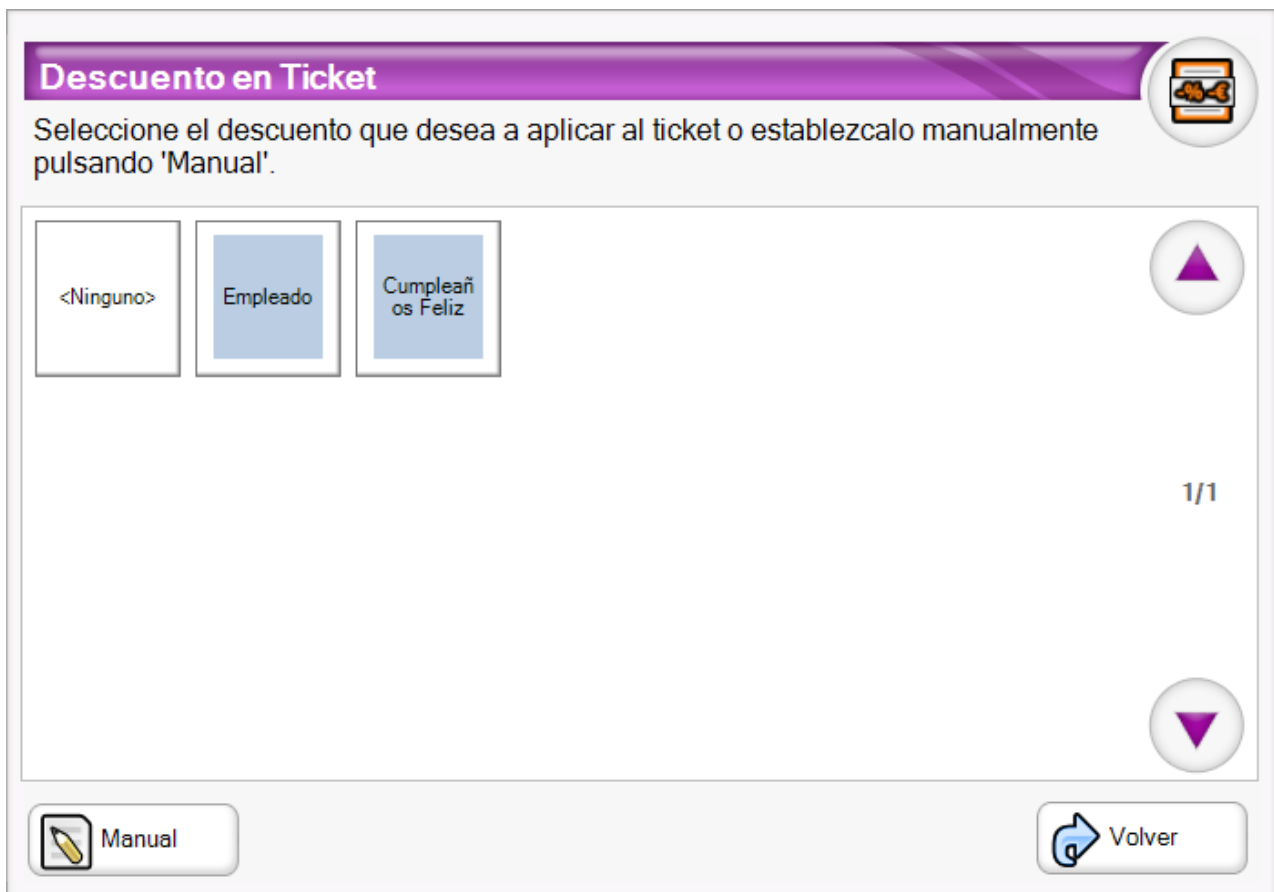 Descuento en Ticket
Seleccione el descuento que desea a aplicar al ticket o establezcalo manualmente
pulsando 'Manual'.
<Ninguno>
Empleado
Cumpleañ
os Feliz
1/1
Manual
Volver